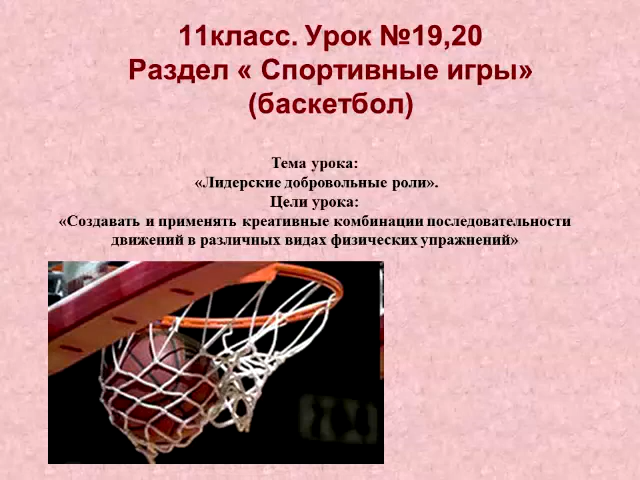 11класс. Урок №19,20
Раздел « Спортивные игры»
(баскетбол)
Тема урока:
«Лидерские добровольные роли».
Цели урока:
«Создавать и применять креативные комбинации последовательности
движений в различных видах физических упражнений»